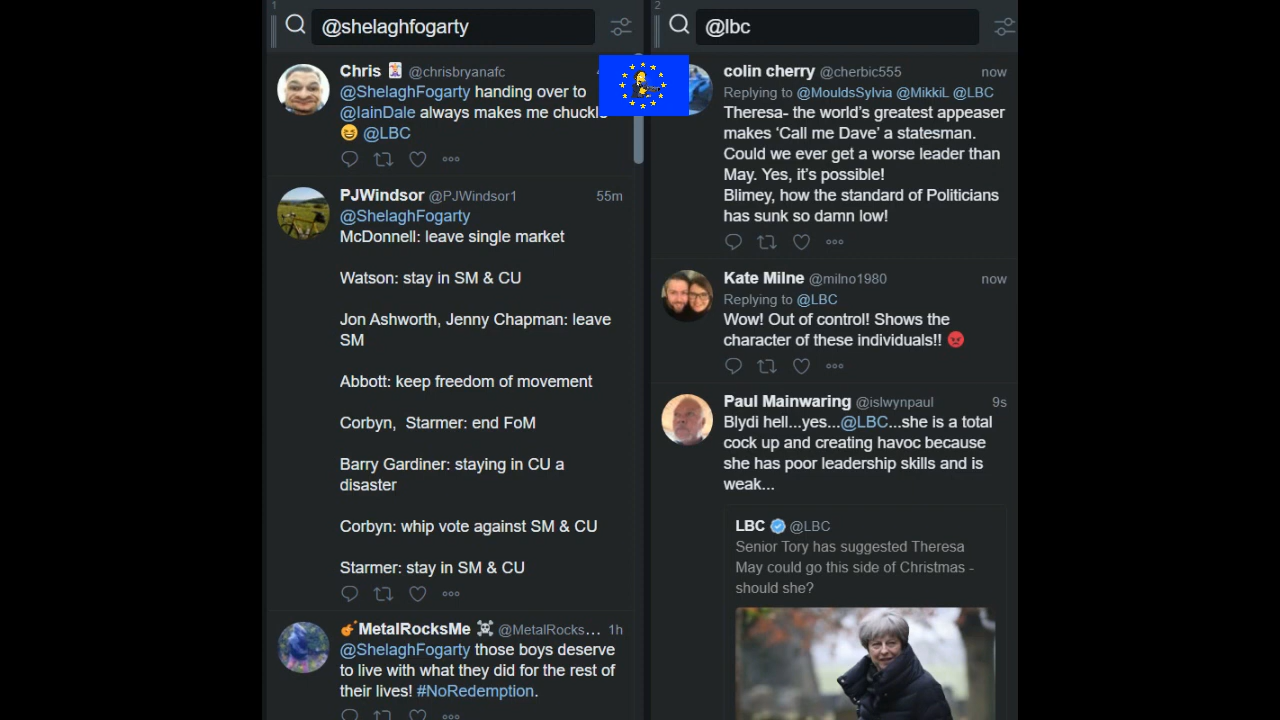 1
@shelaghfogarty
Chris @chrisbryanafc
@ShelaghFogarty handing over to
@IainDale always makes me chuckle
@LBC
PJWindsor @PJWindsor1 55m
@ShelaghFogarty
McDonnell: leave single market
Watson: stay in SM & CU
Jon Ashworth, Jenny Chapman: leave
SM
Abbott: keep freedom of movement
Corbyn, Starmer: end FoM
Barry Gardiner: staying in CU a
disaster
Corbyn: whip vote against SM & CU
Starmer: stay in SM & CU
MetalRocksMe @MetalRocks... 1h
@ShelaghFogarty those boys deserve
to live with what they did for the rest of
their lives! #NoRedemption.
2
@lbc
colin cherry @cherbic555 now
Replying to @MouldsSylvia @MikkiL @LBC
Theresa- the world's greatest appeaser
makes 'Call me Dave' a statesman.
Could we ever get a worse leader than
May. Yes, it's possible!
Blimey, how the standard of Politicians
has sunk so damn low!
Kate Milne @milno1980 now
Replying to @LBC
Wow! Out of control! Shows the
character of these individuals!!
Paul Mainwaring @islwynpaul 9s
Blydi hell...yes...@LBC...she is a total
cock up and creating havoc because
she has poor leadership skills and is
weak...
LBC @LBC
Senior Tory has suggested Theresa
May could go this side of Christmas -
should she?